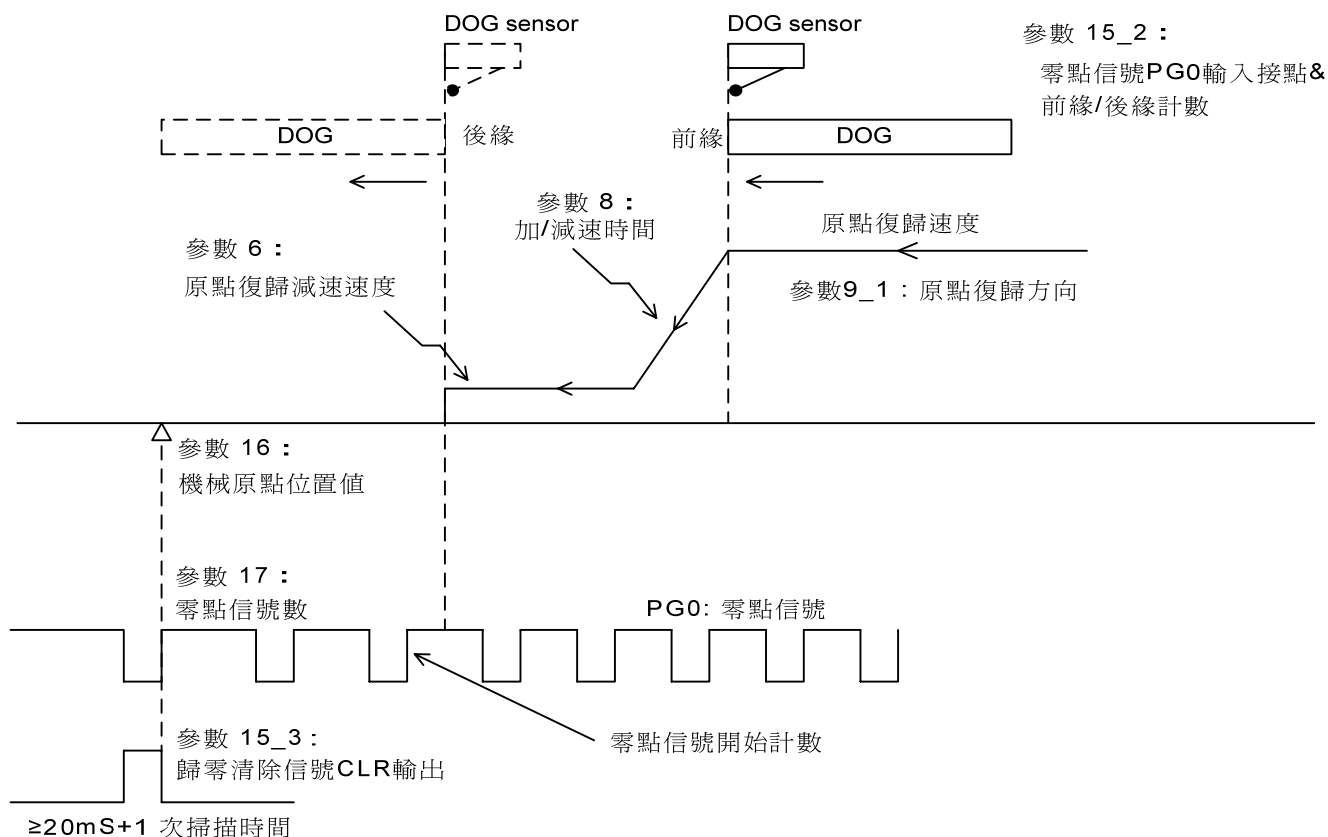 DOG sensor
DOG sensor
參數 15_2：
零點信號PG0輸入接點&
前緣/後緣計數
DOG
後緣
前緣
DOG
參數 8：
加/減速時間
參數 6：
原點復歸減速速度
原點復歸速度
參數9_1：原點復歸方向
參數 16：
機械原點位置值
參數 17：
零點信號數
PG0: 零點信號
參數 15_3：
歸零清除信號CLR輸出
零點信號開始計數
≥20mS+1 次掃描時間